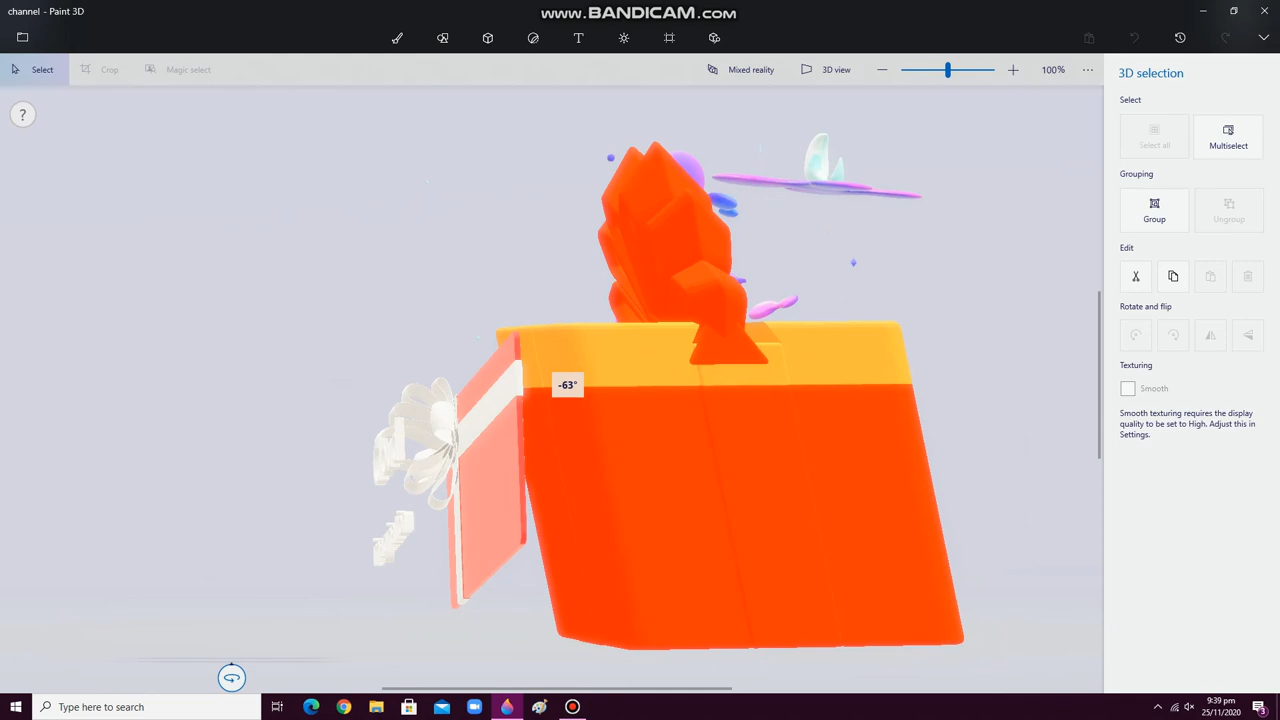 channel - Paint 3D
www.BANDICAM.com
Select
Crop
Magic select
Mixed reality
3D view
100%
?
3D selection
Select
Select all
Multiselect
Grouping
Group
Ungroup
Edit
Rotate and flip
Texturing
Smooth
Smooth texturing requires the display
quality to be set to High. Adjust this in
Settings.
-63°
Type here to search
9:39 pm
25/11/2020
3